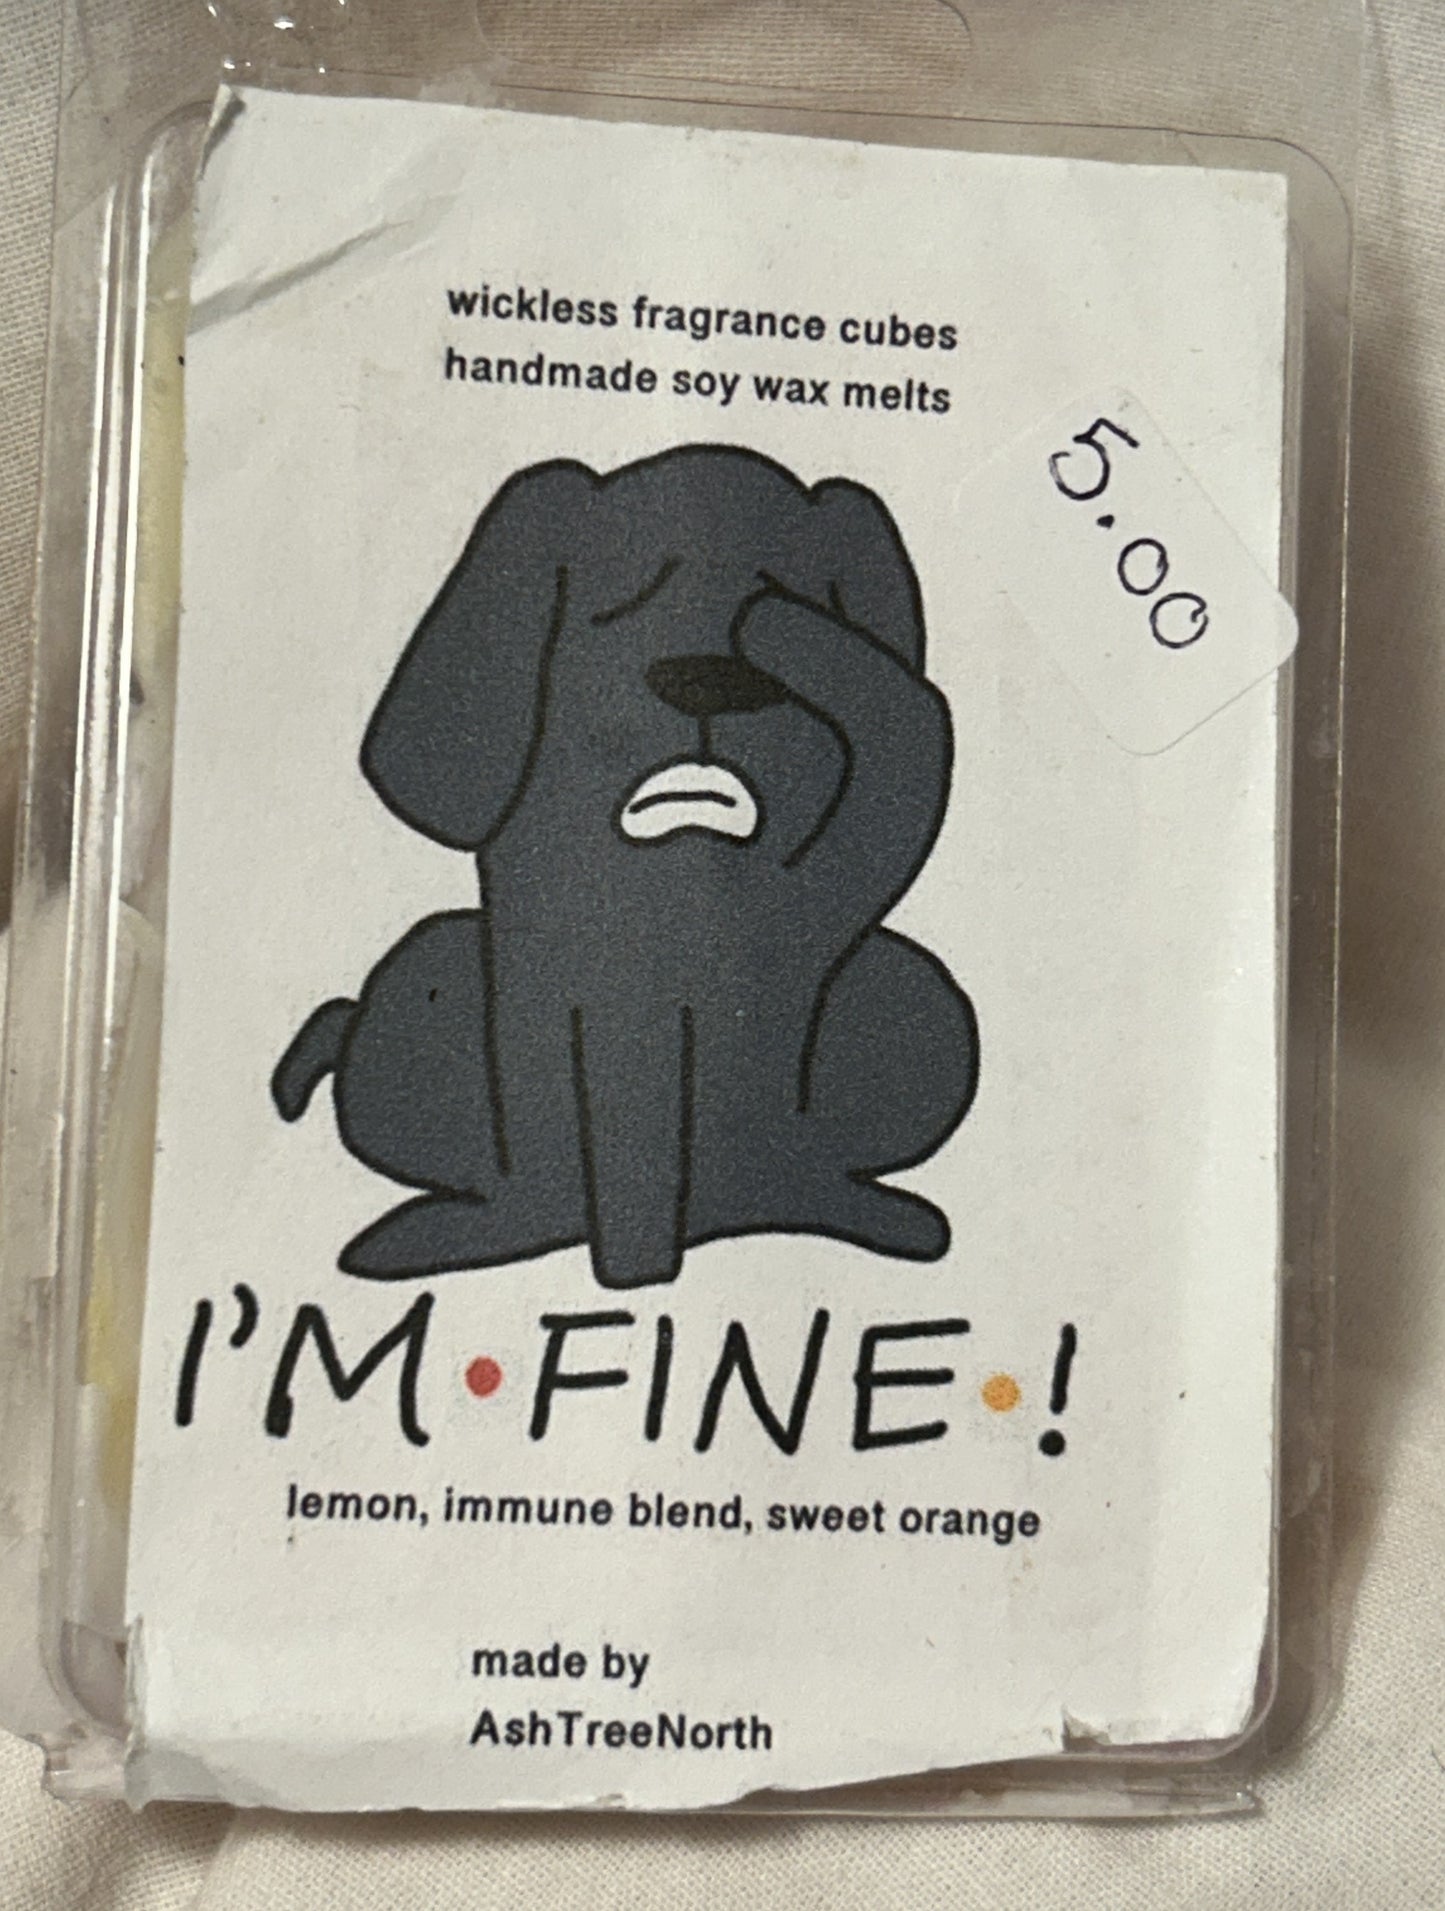 wickless fragrance cubes
handmade soy wax melts
5.00
I'M•FINE•!
lemon, immune blend, sweet orange
made by
AshTreeNorth